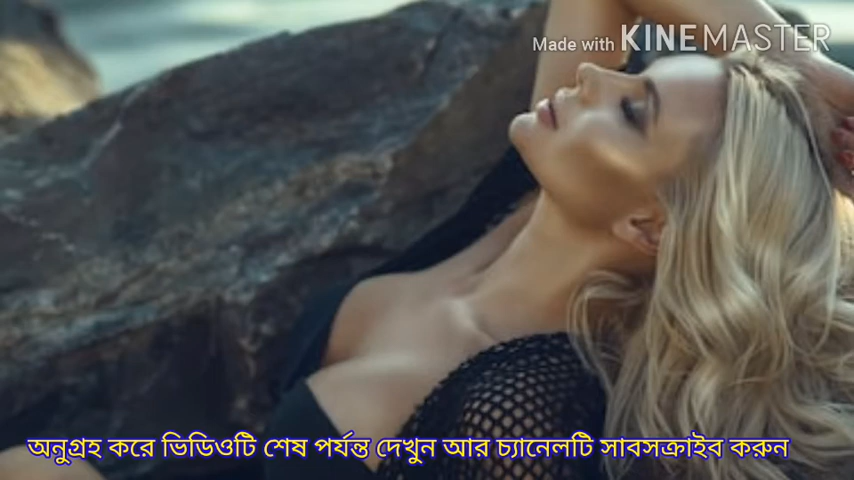 Made with KINEMASTER
অনুগ্রহ করে ভিডিওটি শেষ পর্যন্ত দেখুন আর চ্যানেলটি সাবসক্রাইব করুন